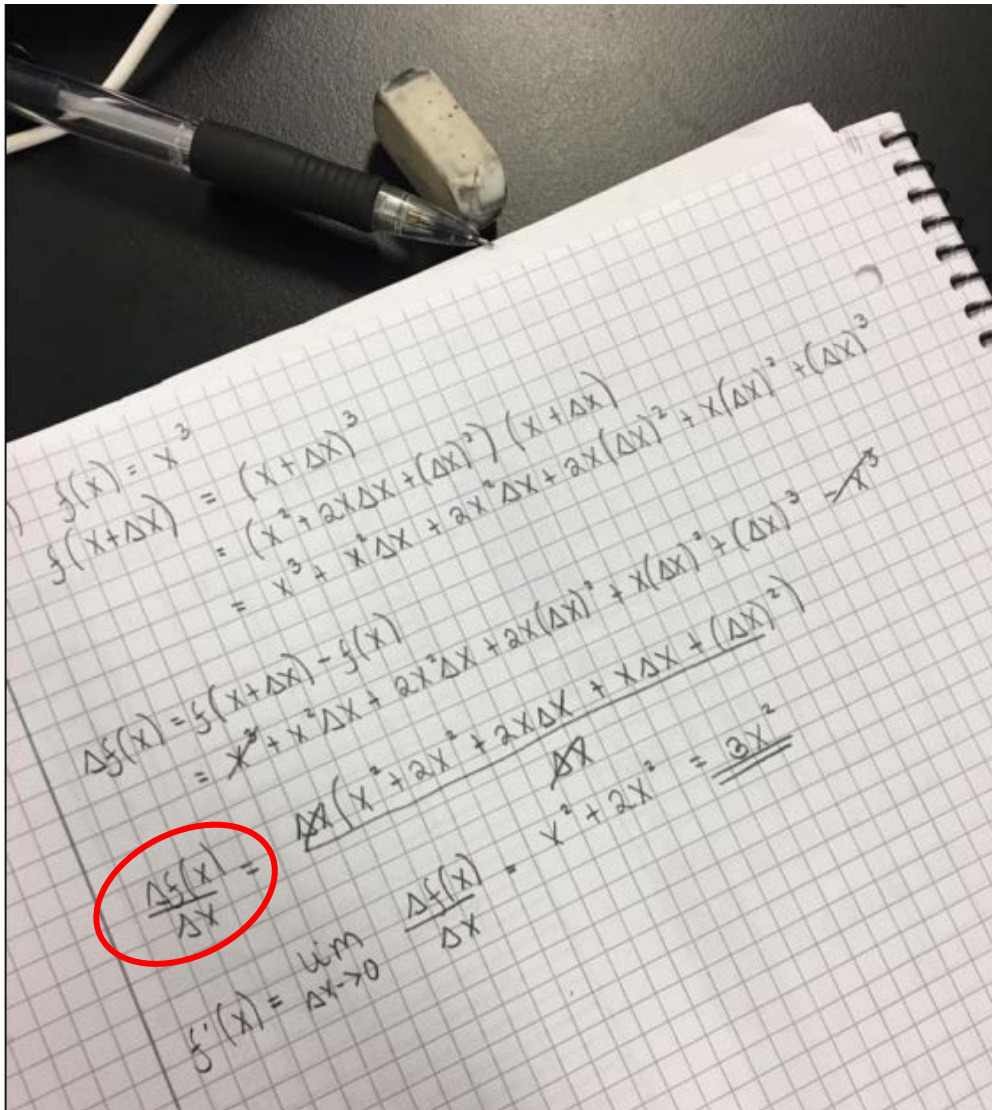 ) f(x) = x³
f(x+Δx) = (x+Δx)³
= (x²+2xΔx+(Δx)²)(x+Δx)
= x³ + x²Δx + 2x²Δx + 2x(Δx)² + x(Δx)² + (Δx)³
Δf(x) = f(x+Δx) - f(x)
= x³ + x²Δx + 2x²Δx + 2x(Δx)² + x(Δx)² + (Δx)³ - x³
Δf(x)/Δx = Δx(x²+2x²+2xΔx + xΔx + (Δx)²)/Δx
f'(x) = lim Δx->0 Δf(x)/Δx = x² + 2x² = 3x²